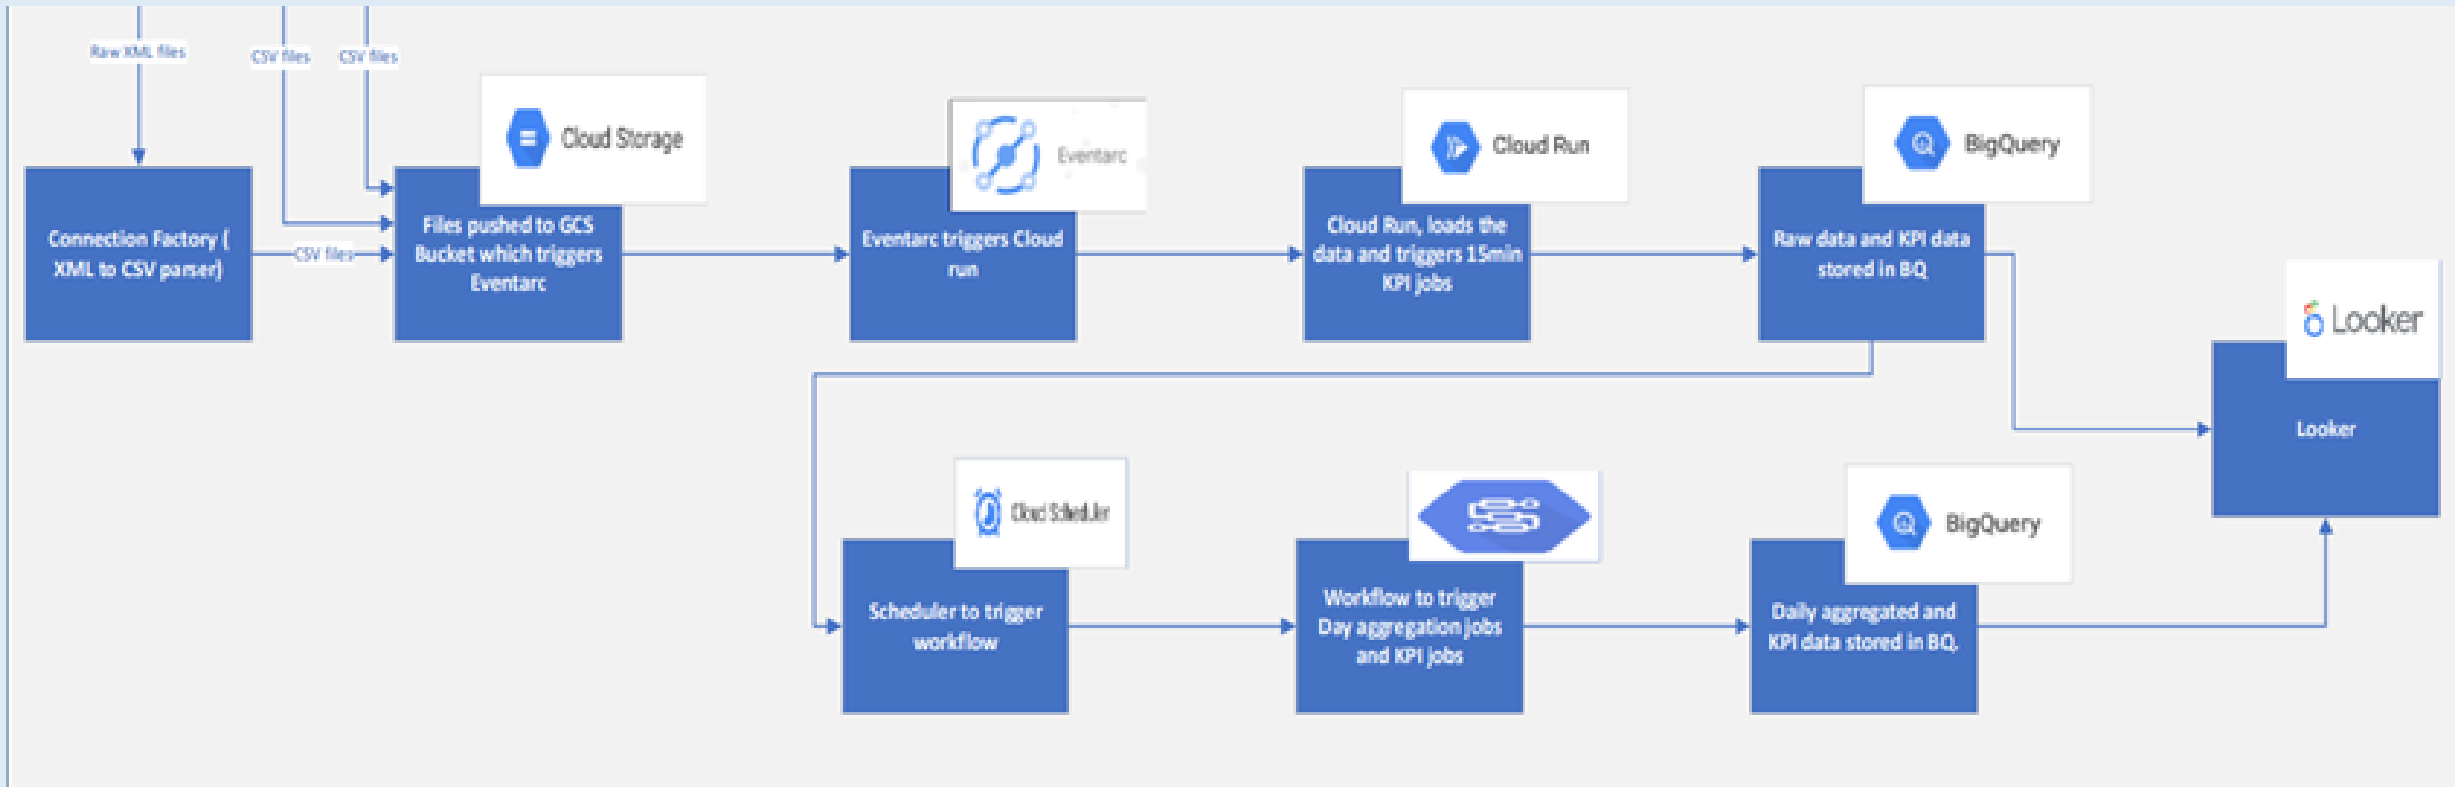 Raw XML files
CSV files
CSV files
Cloud Storage
Eventarc
Cloud Run
BigQuery
Connection Factory (
XML to CSV parser)
CSV files
Files pushed to GCS
Bucket which triggers
Eventarc
Eventarc triggers Cloud
run
Cloud Run, loads the
data and triggers 15min
KPI jobs
Raw data and KPI data
stored in BQ
Looker
Looker
Cloud Scheduler
BigQuery
Scheduler to trigger
workflow
Workflow to trigger
Day aggregation jobs
and KPI jobs
Daily aggregated and
KPI data stored in BQ.